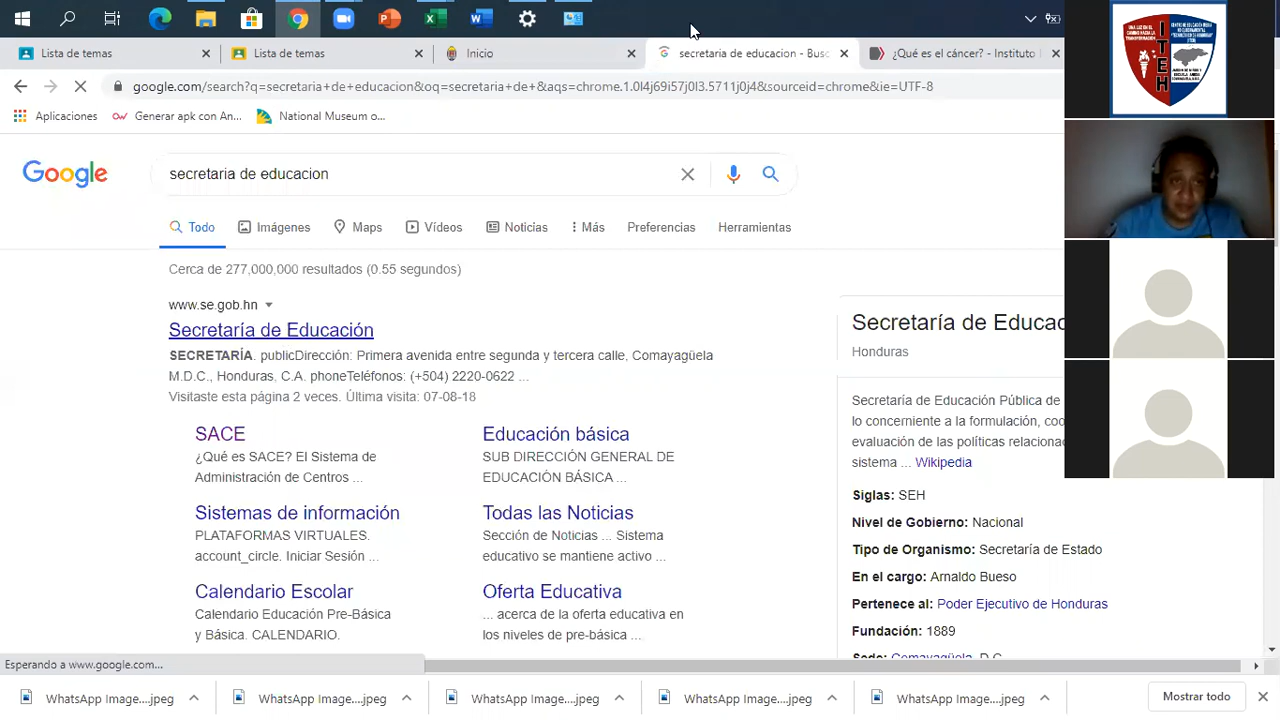 Lista de temas
Lista de temas
secretaria de educacion - Busc
¿Qué es el cáncer? - Instituto
google.com/search?q=secretaria+de+educacion&oq=secretaria+de+&aqs=chrome.1.0l4j69i57j0l3.5711j0j4&sourceid=chrome&ie=UTF-8
Aplicaciones
Generar apk con An...
National Museum o...
Google
secretaria de educacion
Todo
Imágenes
Maps
Vídeos
Noticias
Más
Preferencias
Herramientas
Cerca de 277,000,000 resultados (0.55 segundos)
www.se.gob.hn
Secretaría de Educación
SECRETARÍA. publicDirección: Primera avenida entre segunda y tercera calle, Comayagüela
M.D.C., Honduras, C.A. phoneTeléfonos: (+504) 2220-0622 ...
Visitaste esta página 2 veces. Última visita: 07-08-18
SACE
¿Qué es SACE? El Sistema de
Administración de Centros ...
Educación básica
SUB DIRECCIÓN GENERAL DE
EDUCACIÓN BÁSICA ...
Sistemas de información
PLATAFORMAS VIRTUALES.
account_circle. Iniciar Sesión ...
Todas las Noticias
Sección de Noticias ... Sistema
educativo se mantiene activo ...
Calendario Escolar
Calendario Educación Pre-Básica
y Básica. CALENDARIO.
Oferta Educativa
... acerca de la oferta educativa en
los niveles de pre-básica ...
Secretaría de Educac
Honduras
Secretaría de Educación Pública de
lo concerniente a la formulación, coo
evaluación de las políticas relacionad
sistema ... Wikipedia
Siglas: SEH
Nivel de Gobierno: Nacional
Tipo de Organismo: Secretaría de Estado
En el cargo: Arnaldo Bueso
Pertenece al: Poder Ejecutivo de Honduras
Fundación: 1889
Sede: Comayagüela, D.C.
ITEH
Esperando a www.google.com...
WhatsApp Image....jpeg
WhatsApp Image....jpeg
WhatsApp Image....jpeg
WhatsApp Image....jpeg
WhatsApp Image....jpeg
Mostrar todo